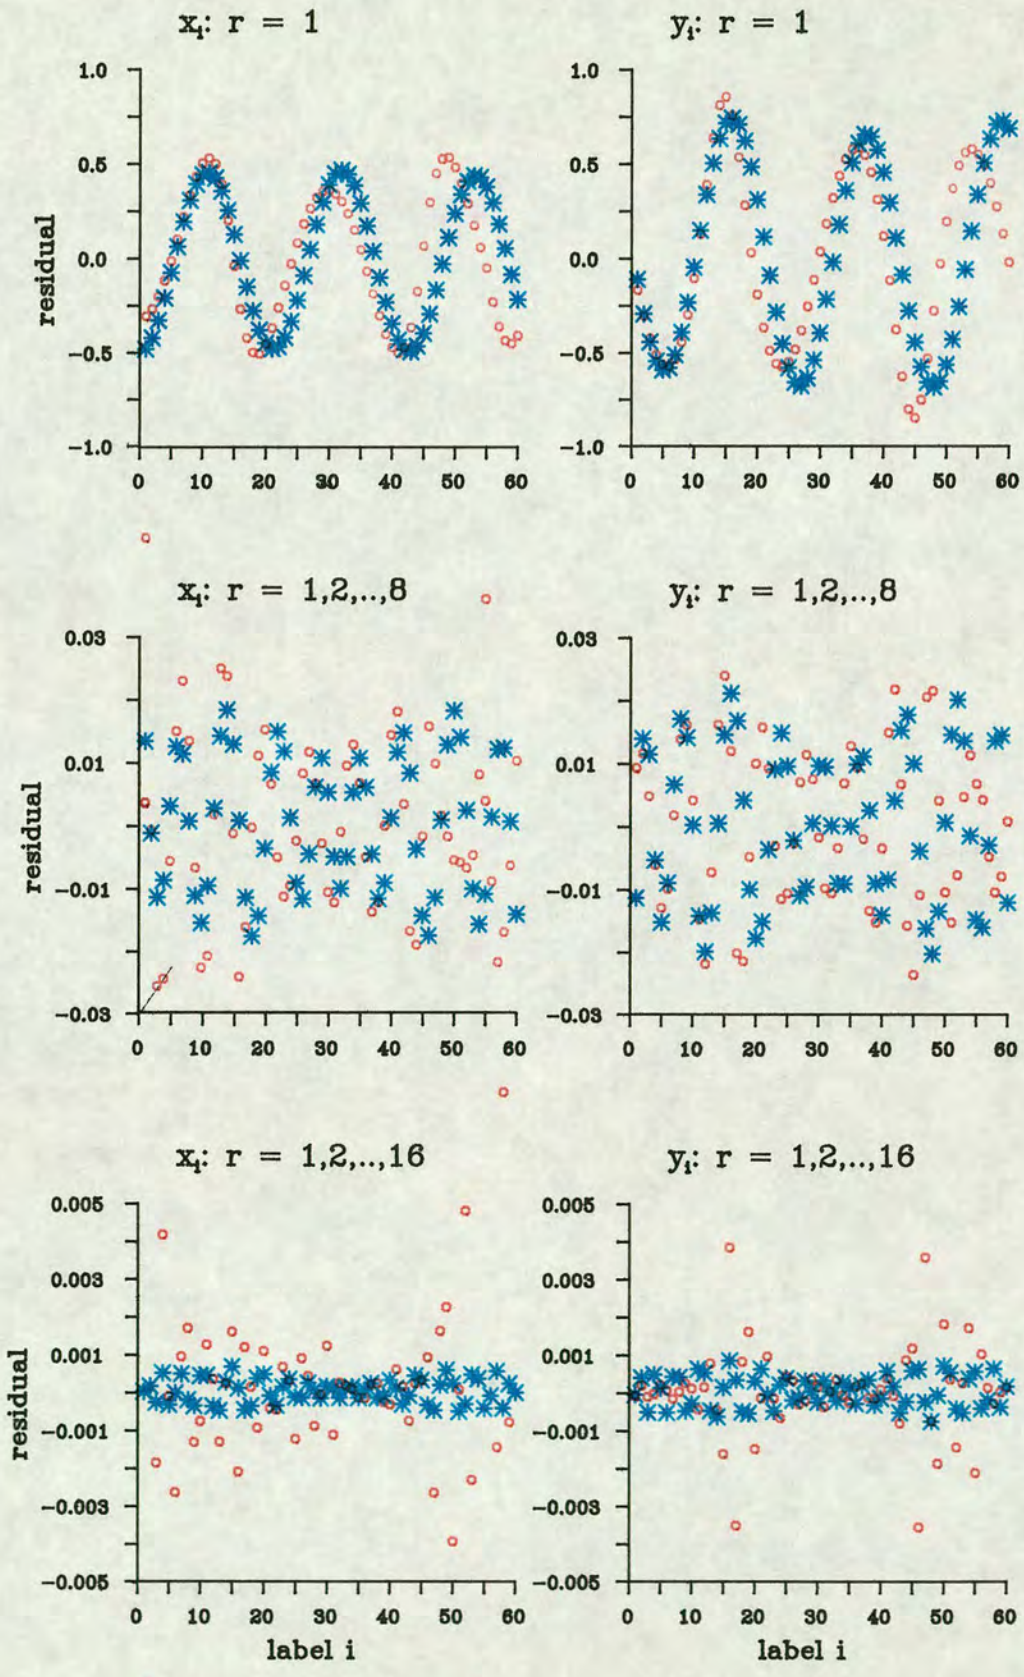 xᵢ: r = 1
yᵢ: r = 1
1.0
0.5
0.0
−0.5
−1.0
residual
0 10 20 30 40 50 60
1.0
0.5
0.0
−0.5
−1.0
0 10 20 30 40 50 60
xᵢ: r = 1,2,..,8
yᵢ: r = 1,2,..,8
0.03
0.01
−0.01
−0.03
residual
0 10 20 30 40 50 60
0.03
0.01
−0.01
−0.03
0 10 20 30 40 50 60
xᵢ: r = 1,2,..,16
yᵢ: r = 1,2,..,16
0.005
0.003
0.001
−0.001
−0.003
−0.005
residual
0 10 20 30 40 50 60
label i
0.005
0.003
0.001
−0.001
−0.003
−0.005
0 10 20 30 40 50 60
label i